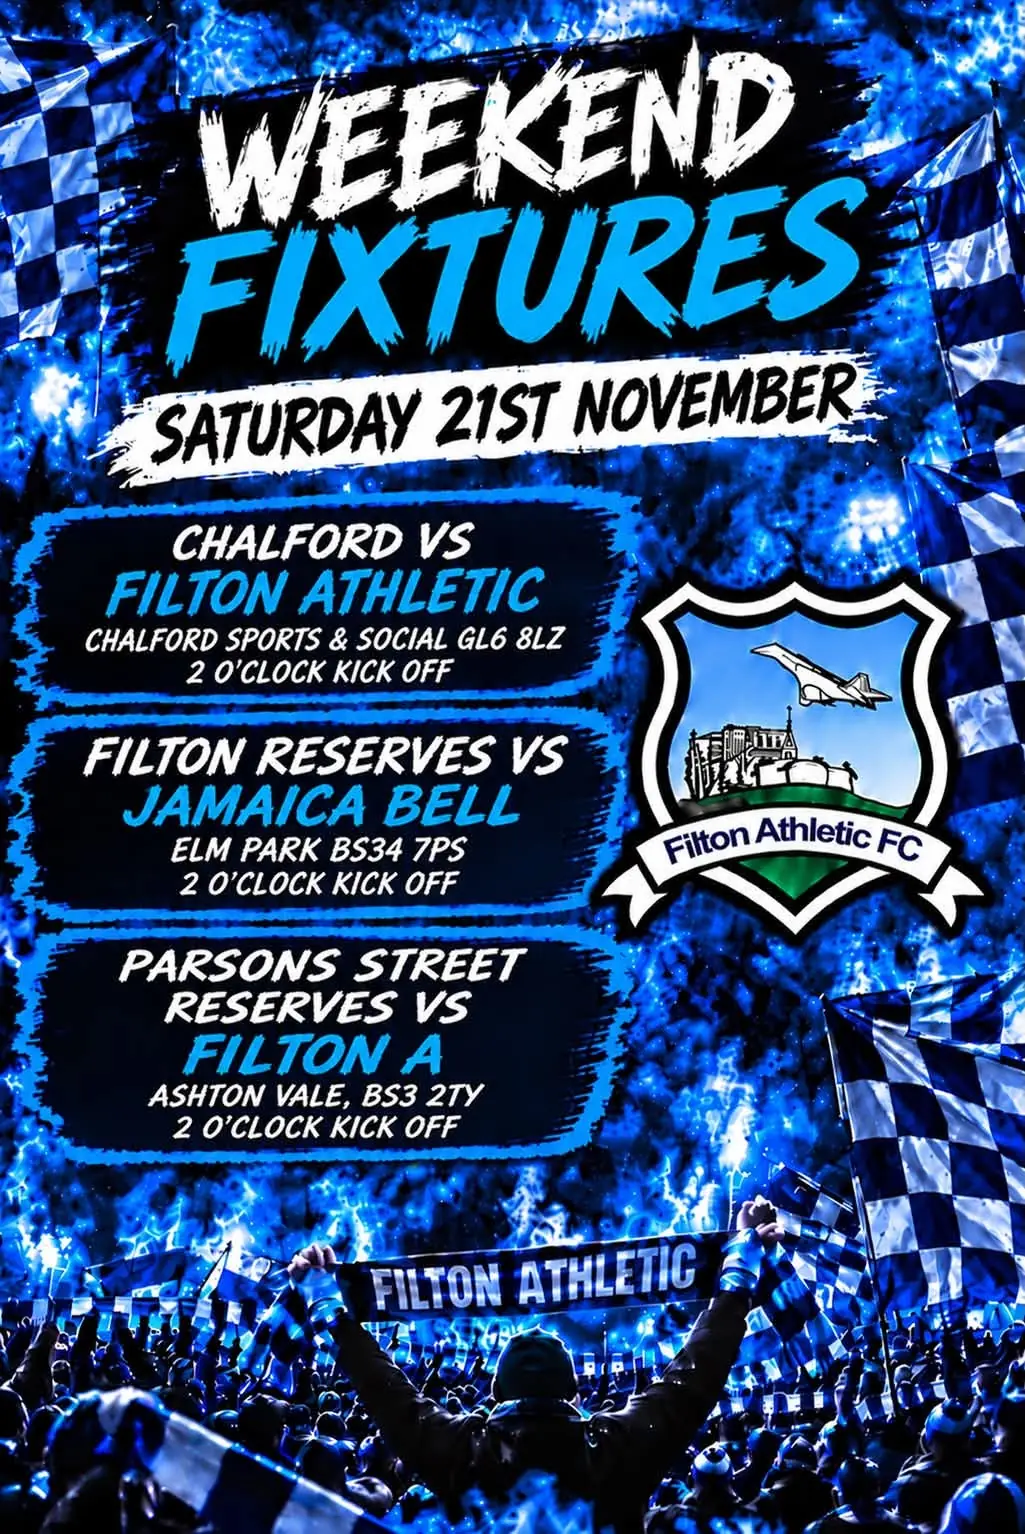 WEEKEND
FIXTURES
SATURDAY 21ST NOVEMBER
CHALFORD VS
FILTON ATHLETIC
CHALFORD SPORTS & SOCIAL GL6 8LZ
2 O'CLOCK KICK OFF
FILTON RESERVES VS
JAMAICA BELL
ELM PARK BS34 7PS
2 O'CLOCK KICK OFF
PARSONS STREET
RESERVES VS
FILTON A
ASHTON VALE, BS3 2TY
2 O'CLOCK KICK OFF
Filton Athletic FC
FILTON ATHLETIC